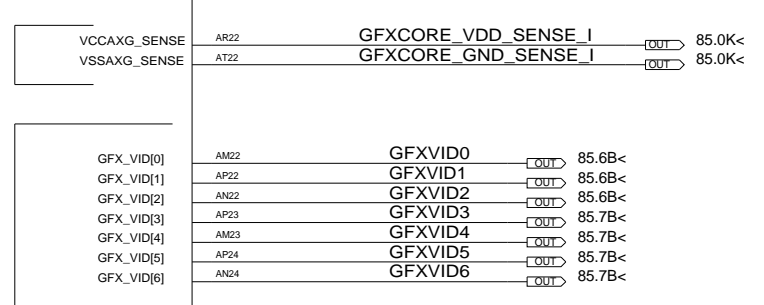 VCCAXG_SENSE AR22 GFXCORE_VDD_SENSE_I OUT 85.0K<
VSSAXG_SENSE AT22 GFXCORE_GND_SENSE_I OUT 85.0K<
GFX_VID[0] AM22 GFXVID0 OUT 85.6B<
GFX_VID[1] AP22 GFXVID1 OUT 85.6B<
GFX_VID[2] AN22 GFXVID2 OUT 85.6B<
GFX_VID[3] AP23 GFXVID3 OUT 85.7B<
GFX_VID[4] AM23 GFXVID4 OUT 85.7B<
GFX_VID[5] AP24 GFXVID5 OUT 85.7B<
GFX_VID[6] AN24 GFXVID6 OUT 85.7B<